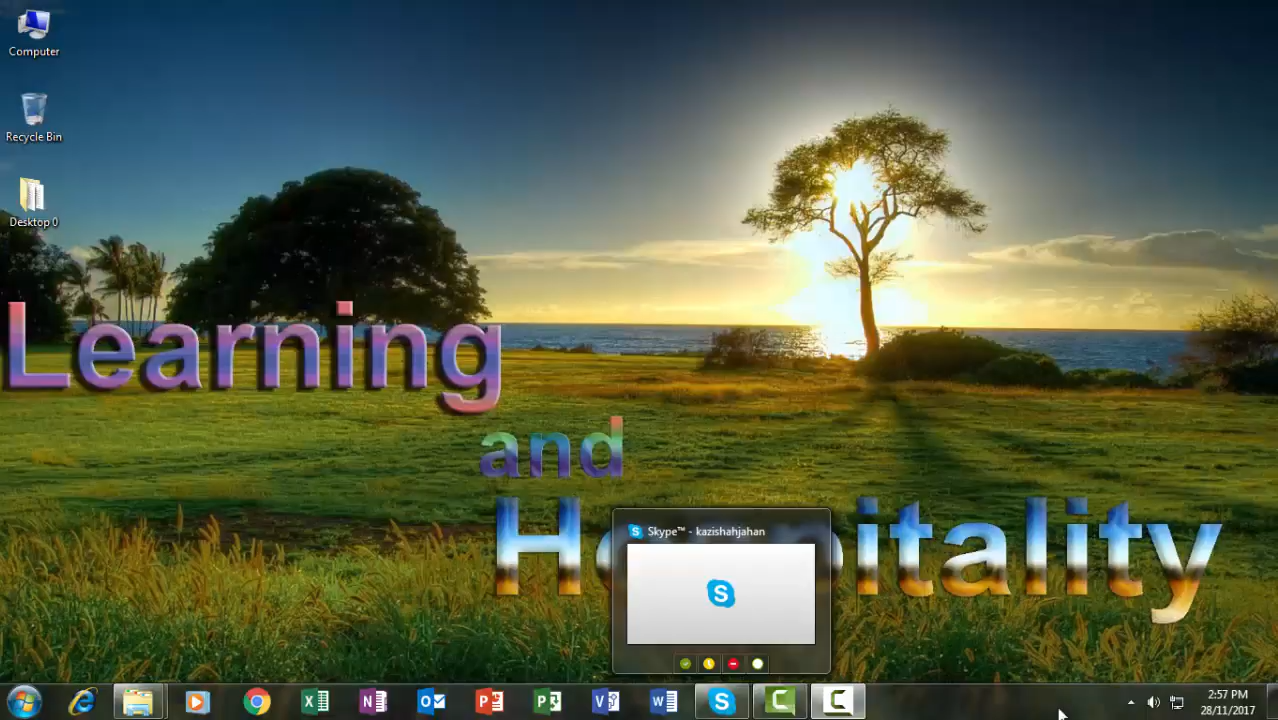 Computer
Recycle Bin
Desktop 0
Learning
and
H itality
Skype™ - kazishahjahan
2:57 PM
28/11/2017